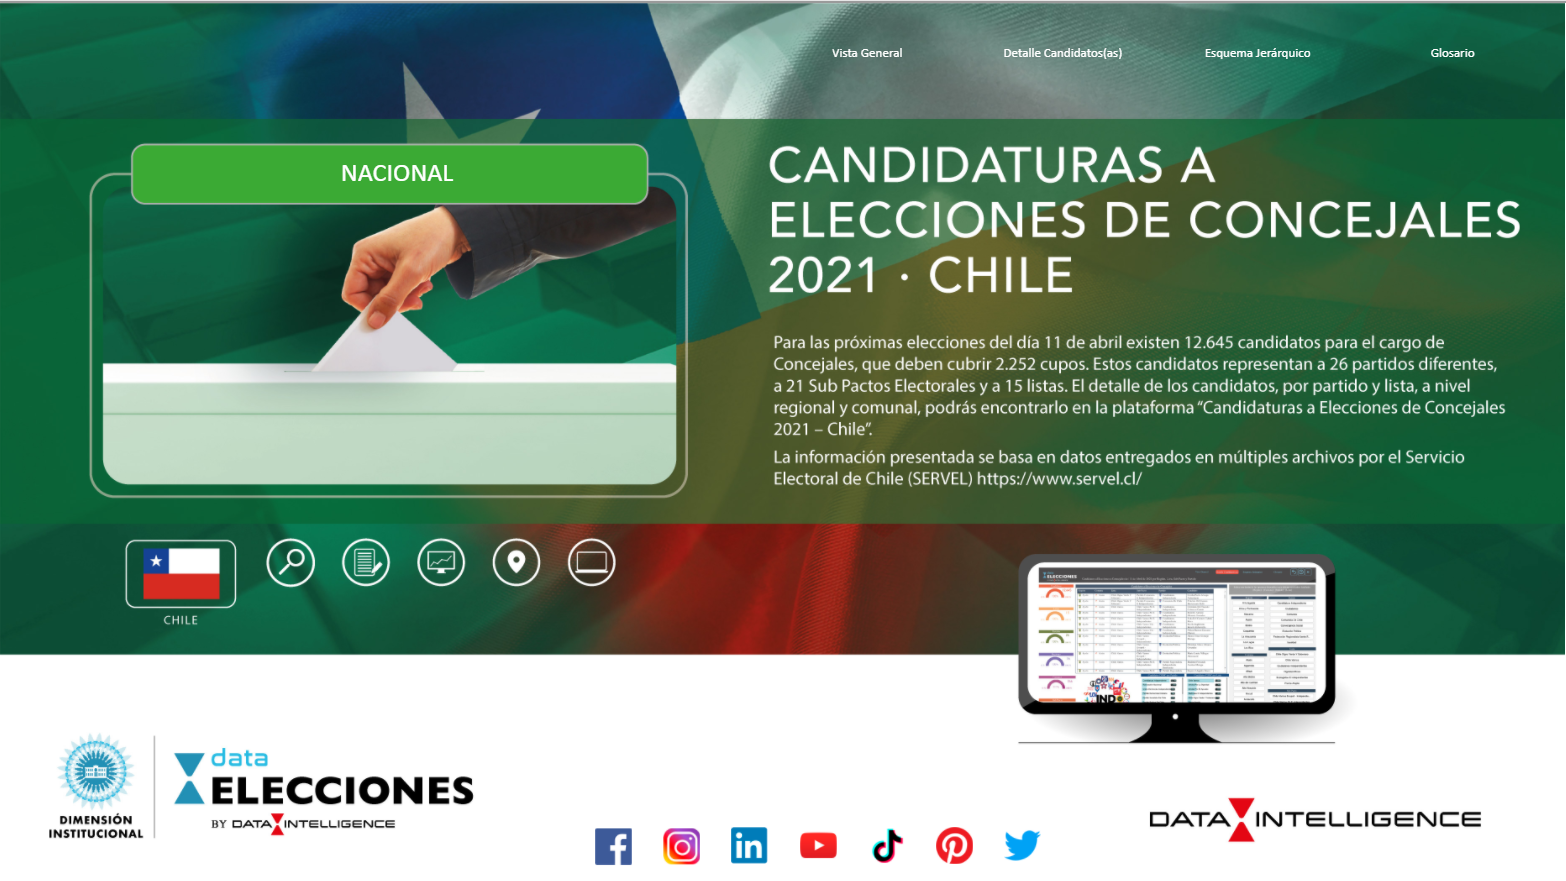 Vista General
Detalle Candidatos(as)
Esquema Jerárquico
Glosario
NACIONAL
CANDIDATURAS A
ELECCIONES DE CONCEJALES
2021 · CHILE
Para las próximas elecciones del día 11 de abril existen 12.645 candidatos para el cargo de
Concejales, que deben cubrir 2.252 cupos. Estos candidatos representan a 26 partidos diferentes,
a 21 Sub Pactos Electorales y a 15 listas. El detalle de los candidatos, por partido y lista, a nivel
regional y comunal, podrás encontrarlo en la plataforma “Candidaturas a Elecciones de Concejales
2021 – Chile”.
La información presentada se basa en datos entregados en múltiples archivos por el Servicio
Electoral de Chile (SERVEL) https://www.servel.cl/
CHILE
ELECCIONES
IND
DIMENSIÓN
INSTITUCIONAL
data
ELECCIONES
BY DATA INTELLIGENCE
DATA INTELLIGENCE